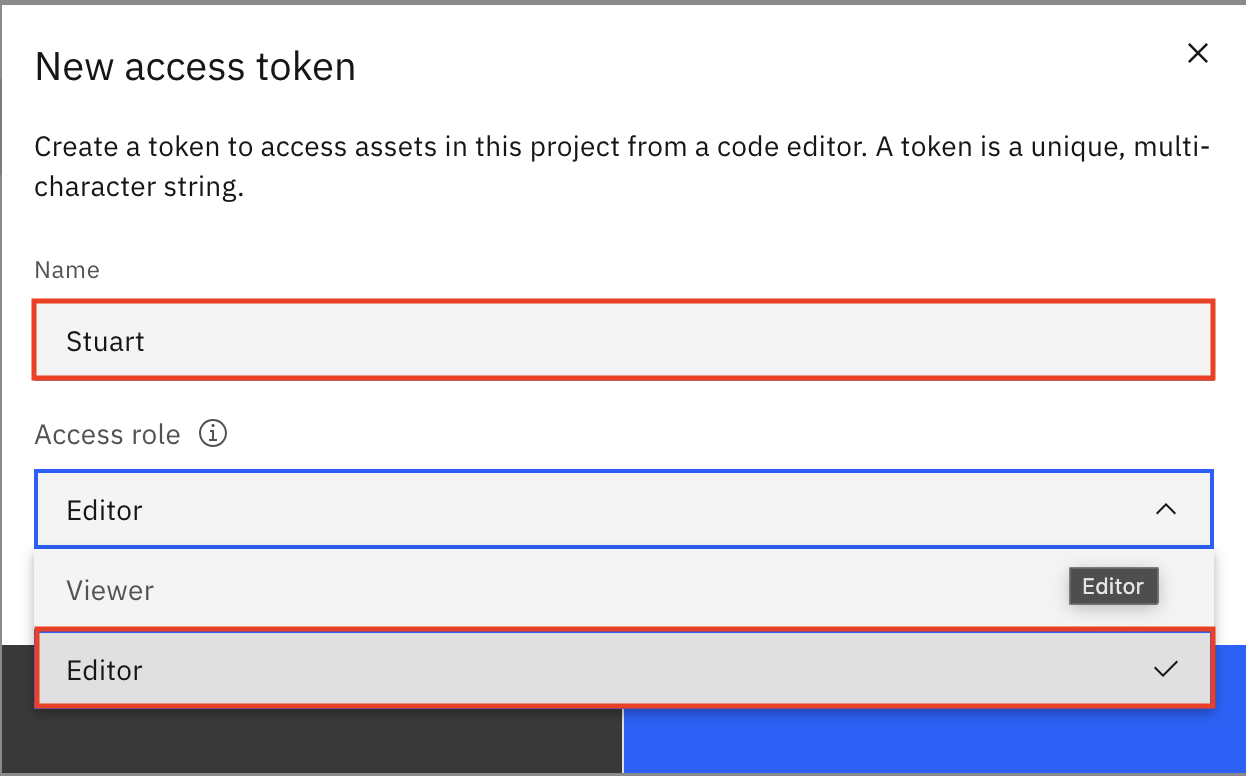 New access token
Create a token to access assets in this project from a code editor. A token is a unique, multi-
character string.
Name
Stuart
Access role
Editor
Viewer
Editor
Editor